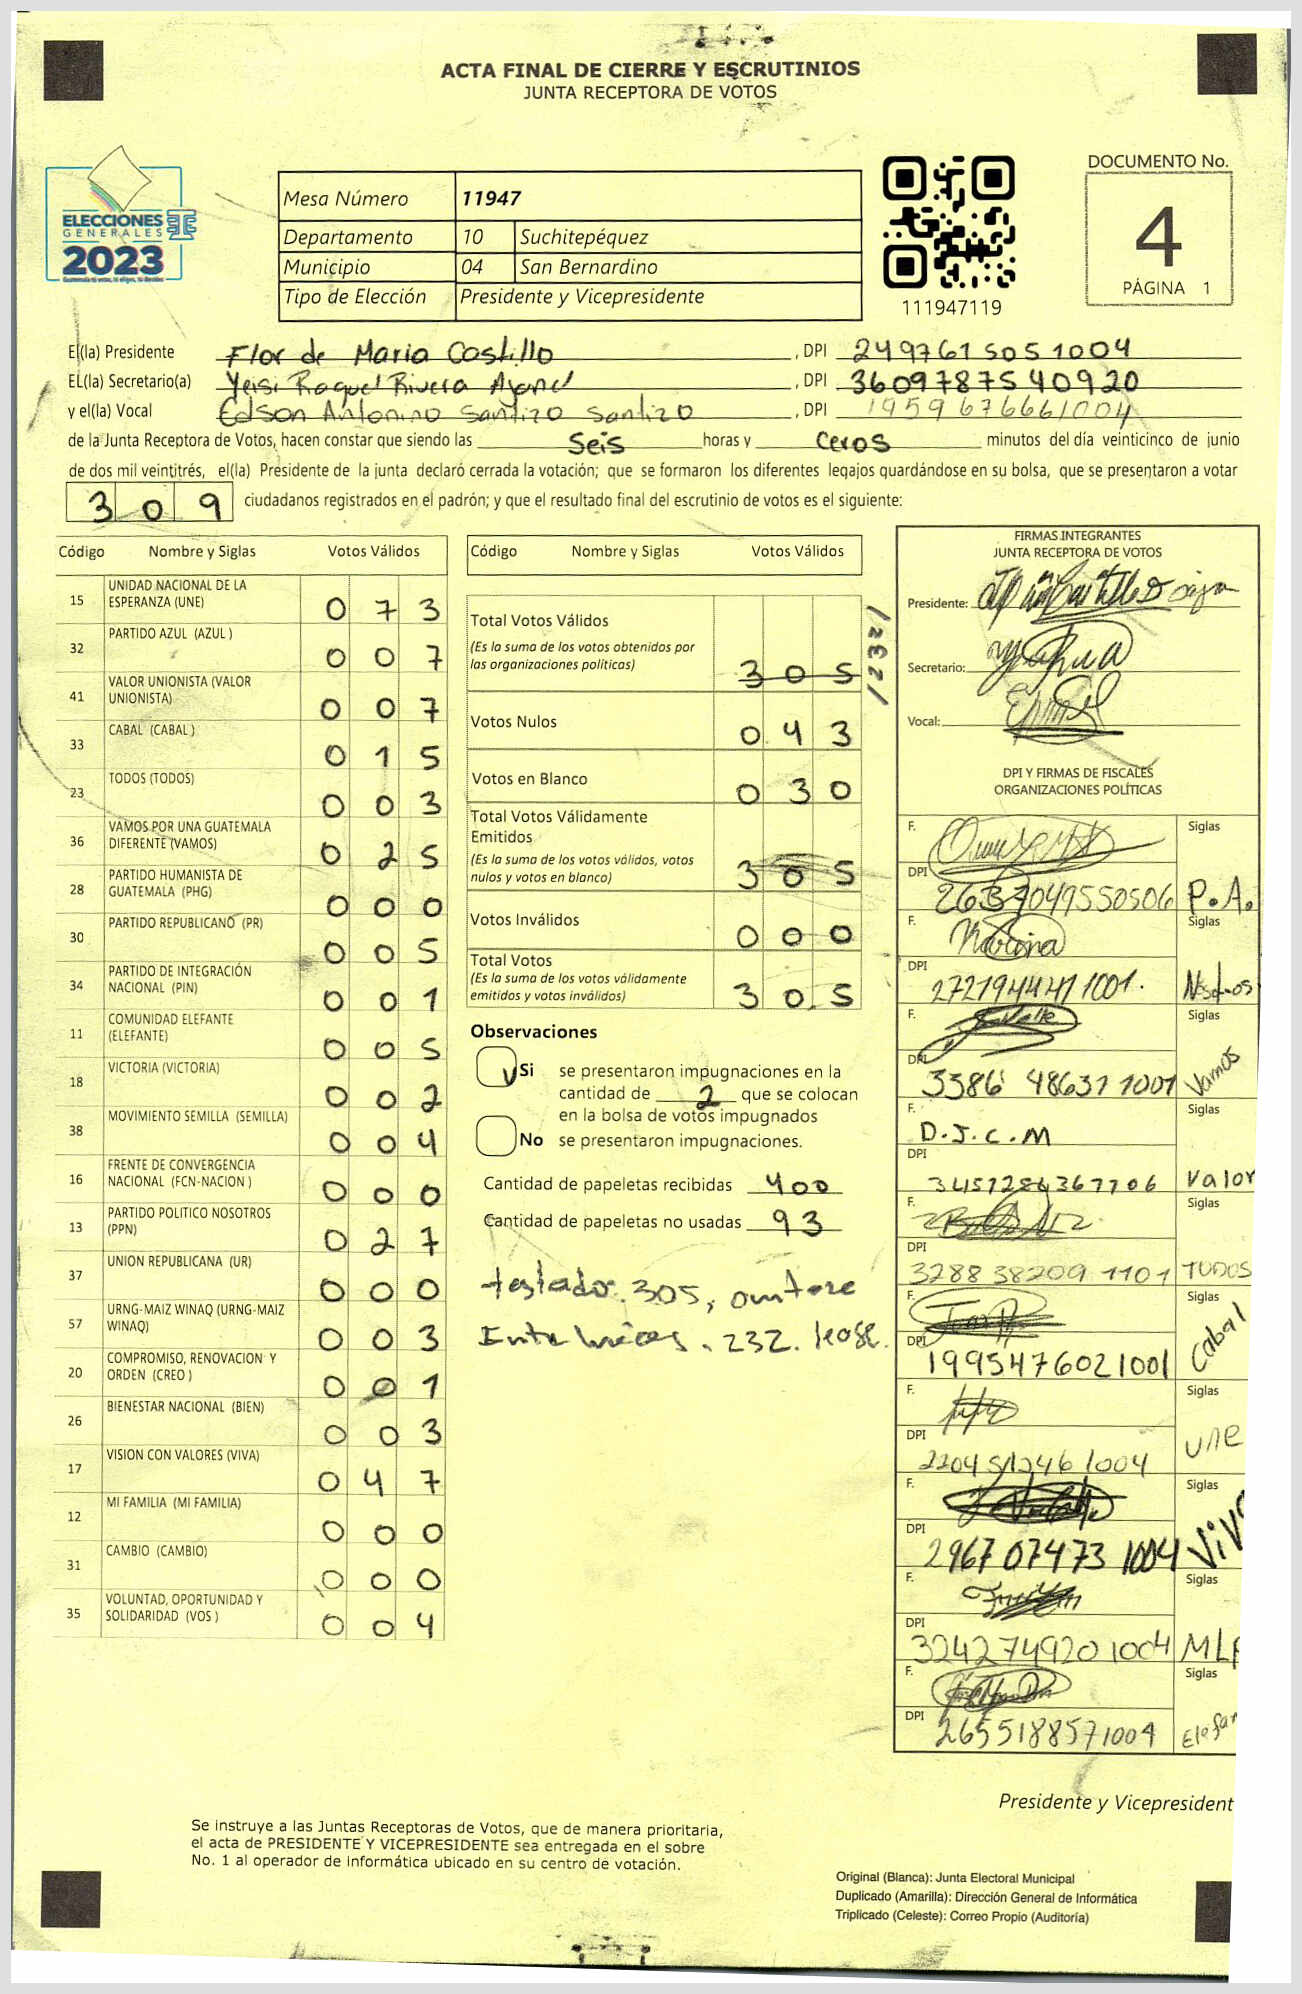 ACTA FINAL DE CIERRE Y ESCRUTINIOS
JUNTA RECEPTORA DE VOTOS
ELECCIONES
GENERALES
2023
Mesa Número 11947
Departamento 10 Suchitepéquez
Municipio 04 San Bernardino
Tipo de Elección Presidente y Vicepresidente
111947119
DOCUMENTO No.
4
PÁGINA 1
El(la) Presidente Flor de Maria Castillo , DPI 2497615051004
EL(la) Secretario(a) Yeisi Raquel Rivera , DPI 3609787540920
y el(la) Vocal Edson Antonino Santizo Santizo , DPI 1959676661004
de la Junta Receptora de Votos, hacen constar que siendo las Seis horas y Ceros minutos del día veinticinco de junio
de dos mil veintitrés, el(la) Presidente de la junta declaró cerrada la votación; que se formaron los diferentes legajos quardándose en su bolsa, que se presentaron a votar
309 ciudadanos registrados en el padrón; y que el resultado final del escrutinio de votos es el siguiente:
Código Nombre y Siglas Votos Válidos
15 UNIDAD NACIONAL DE LA ESPERANZA (UNE) 073
32 PARTIDO AZUL (AZUL ) 007
41 VALOR UNIONISTA (VALOR UNIONISTA) 007
33 CABAL (CABAL ) 015
23 TODOS (TODOS) 003
36 VAMOS POR UNA GUATEMALA DIFERENTE (VAMOS) 025
28 PARTIDO HUMANISTA DE GUATEMALA (PHG) 000
30 PARTIDO REPUBLICANO (PR) 005
34 PARTIDO DE INTEGRACIÓN NACIONAL (PIN) 001
11 COMUNIDAD ELEFANTE (ELEFANTE) 005
18 VICTORIA (VICTORIA) 002
38 MOVIMIENTO SEMILLA (SEMILLA) 004
16 FRENTE DE CONVERGENCIA NACIONAL (FCN-NACION ) 000
13 PARTIDO POLITICO NOSOTROS (PPN) 027
37 UNION REPUBLICANA (UR) 000
57 URNG-MAIZ WINAQ (URNG-MAIZ WINAQ) 003
20 COMPROMISO, RENOVACION Y ORDEN (CREO ) 001
26 BIENESTAR NACIONAL (BIEN) 003
17 VISION CON VALORES (VIVA) 047
12 MI FAMILIA (MI FAMILIA) 000
31 CAMBIO (CAMBIO) 000
35 VOLUNTAD, OPORTUNIDAD Y SOLIDARIDAD (VOS ) 004
Código Nombre y Siglas Votos Válidos
Total Votos Válidos
(Es la suma de los votos obtenidos por
las organizaciones políticas) 305
/232/
Votos Nulos 043
Votos en Blanco 030
Total Votos Válidamente
Emitidos
(Es la suma de los votos válidos, votos
nulos y votos en blanco) 305
Votos Inválidos 000
Total Votos
(Es la suma de los votos válidamente
emitidos y votos inválidos) 305
Observaciones
Si se presentaron impugnaciones en la
cantidad de 2 que se colocan
en la bolsa de votos impugnados
No se presentaron impugnaciones.
Cantidad de papeletas recibidas 400
Cantidad de papeletas no usadas 93
testado. 305, omitase
Entre lineas. 232. lease.
FIRMAS INTEGRANTES
JUNTA RECEPTORA DE VOTOS
Presidente:
Secretario:
Vocal:
DPI Y FIRMAS DE FISCALES
ORGANIZACIONES POLÍTICAS
F. Siglas
DPI 2637049550506 P.A.
F. Siglas
DPI 2721944411001.
F. Siglas
DPI 3386 48631 1001 Vamos
F. D.J.C.M Siglas
DPI 3457284367706 Valor
F. Siglas
DPI 3288 38209 1101 TODOS
F. Siglas
DPI 1995476021001 Cabal
F. Siglas
DPI 2204512461004 une
F. Siglas
DPI 2967 07473 1004 ViVa
F. Siglas
DPI 3242749201004
F. Siglas
DPI 2655188571004
Presidente y Vicepresident
Se instruye a las Juntas Receptoras de Votos, que de manera prioritaria,
el acta de PRESIDENTE Y VICEPRESIDENTE sea entregada en el sobre
No. 1 al operador de informática ubicado en su centro de votación.
Original (Blanca): Junta Electoral Municipal
Duplicado (Amarilla): Dirección General de Informática
Triplicado (Celeste): Correo Propio (Auditoría)